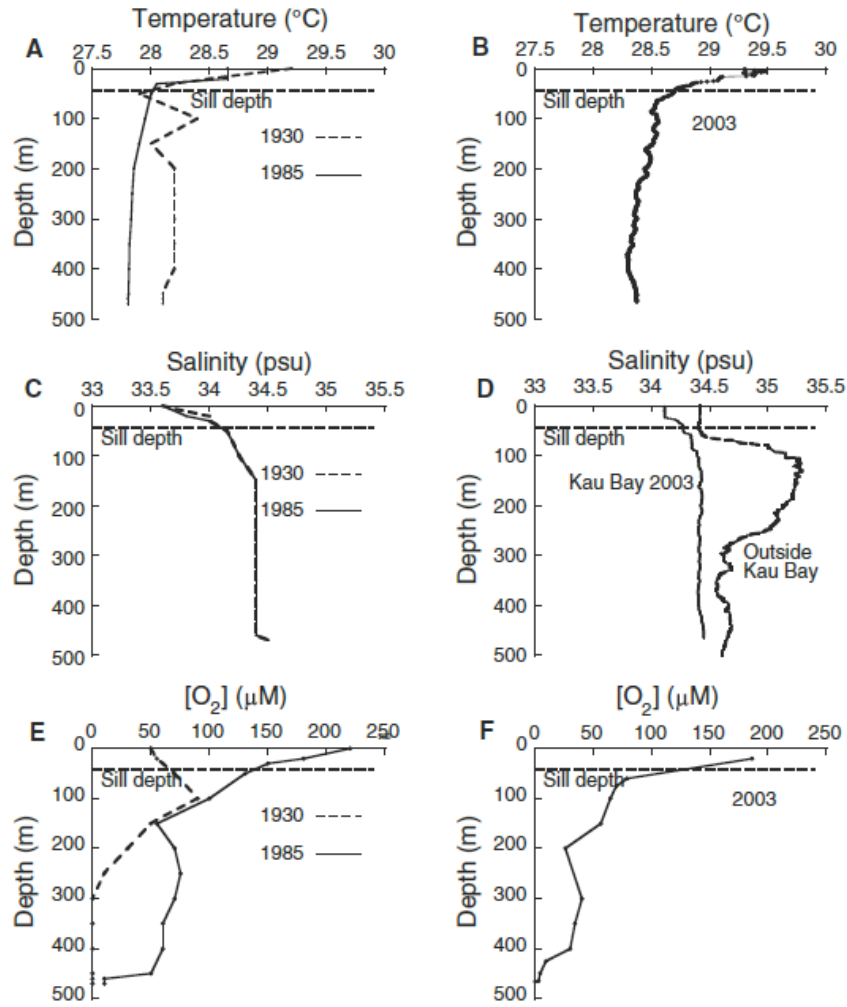 Temperature (°C)
A
27.5 28 28.5 29 29.5 30
0
Sill depth
100
1930
1985
200
300
400
500
Depth (m)
Temperature (°C)
B
27.5 28 28.5 29 29.5 30
0
Sill depth
100
2003
200
300
400
500
Depth (m)
Salinity (psu)
C
33 33.5 34 34.5 35 35.5
0
Sill depth
100
1930
1985
200
300
400
500
Depth (m)
Salinity (psu)
D
33 33.5 34 34.5 35 35.5
0
Sill depth
100
Kau Bay 2003
200
300
Outside
Kau Bay
400
500
Depth (m)
[O2] (μM)
E
0 50 100 150 200 250
0
Sill depth
100
1930
1985
200
300
400
500
Depth (m)
[O2] (μM)
F
0 50 100 150 200 250
0
Sill depth
100
2003
200
300
400
500
Depth (m)